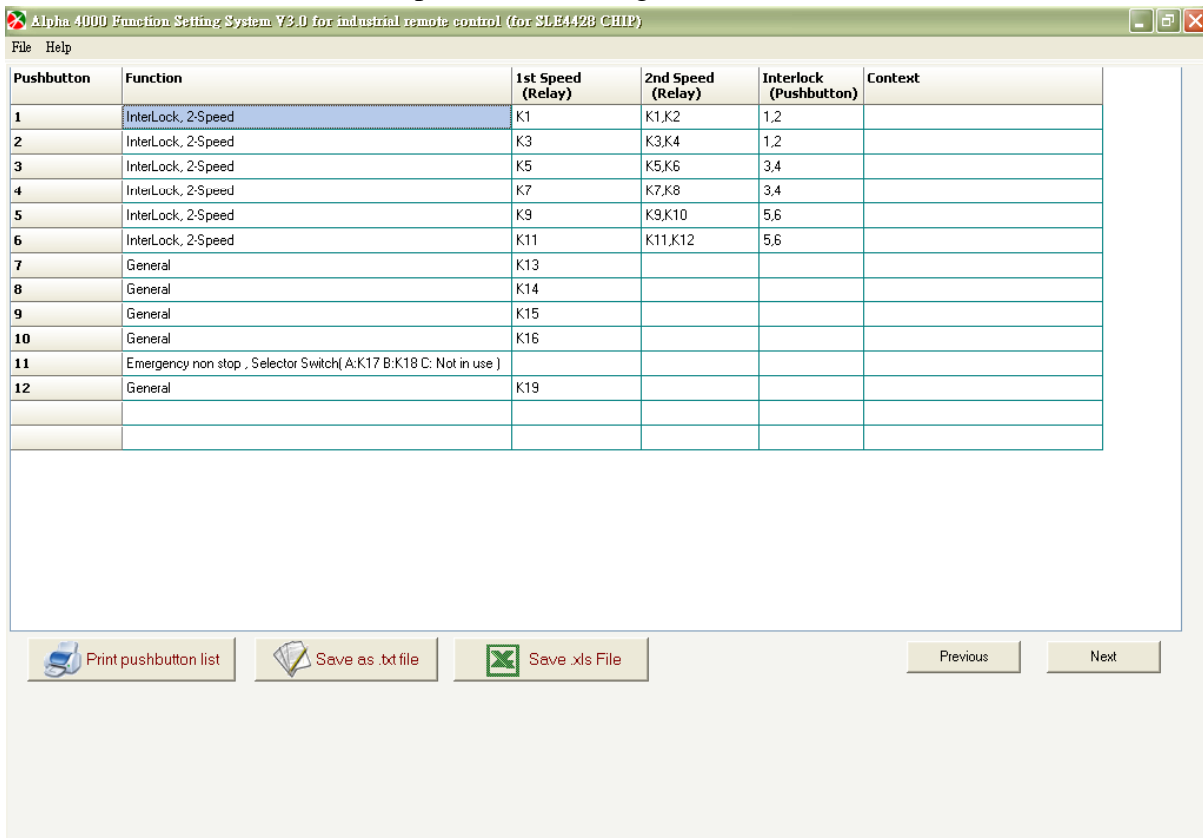 Alpha 4000 Function Setting System V3.0 for industrial remote control (for SLE4428 CHIP)
File Help
Pushbutton Function 1st Speed (Relay) 2nd Speed (Relay) Interlock (Pushbutton) Context
1 InterLock, 2-Speed K1 K1,K2 1,2
2 InterLock, 2-Speed K3 K3,K4 1,2
3 InterLock, 2-Speed K5 K5,K6 3,4
4 InterLock, 2-Speed K7 K7,K8 3,4
5 InterLock, 2-Speed K9 K9,K10 5,6
6 InterLock, 2-Speed K11 K11,K12 5,6
7 General K13
8 General K14
9 General K15
10 General K16
11 Emergency non stop , Selector Switch( A:K17 B:K18 C: Not in use )
12 General K19
Print pushbutton list Save as .txt file Save .xls File Previous Next